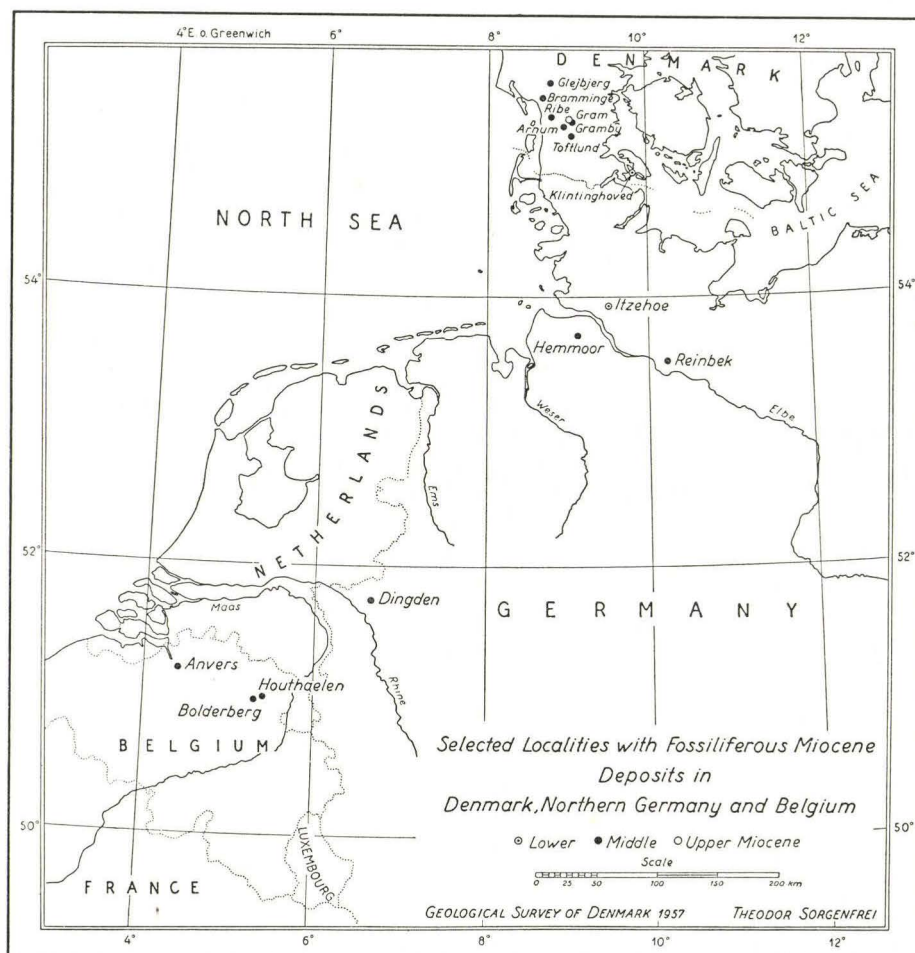 4° E. o. Greenwich 6° 8° 10° 12°
DENMARK
Glejbjerg
Bramminge
Ribe Gram
Arnum Gramby
Toftlund
Klintinghoved
BALTIC SEA
NORTH SEA
54° 54°
Itzehoe
Hemmoor
Reinbek
Weser
Elbe
Ems
NETHERLANDS
52° 52°
Maas
Dingden
GERMANY
Anvers
Houthaelen
Bolderberg
Rhine
BELGIUM
Selected Localities with Fossiliferous Miocene
Deposits in
Denmark, Northern Germany and Belgium
50° 50°
Lower Middle Upper Miocene
Scale
0 5 25 50 100 150 200 km
LUXEMBOURG
FRANCE
GEOLOGICAL SURVEY OF DENMARK 1957 THEODOR SORGENFREI
4° 6° 8° 10° 12°